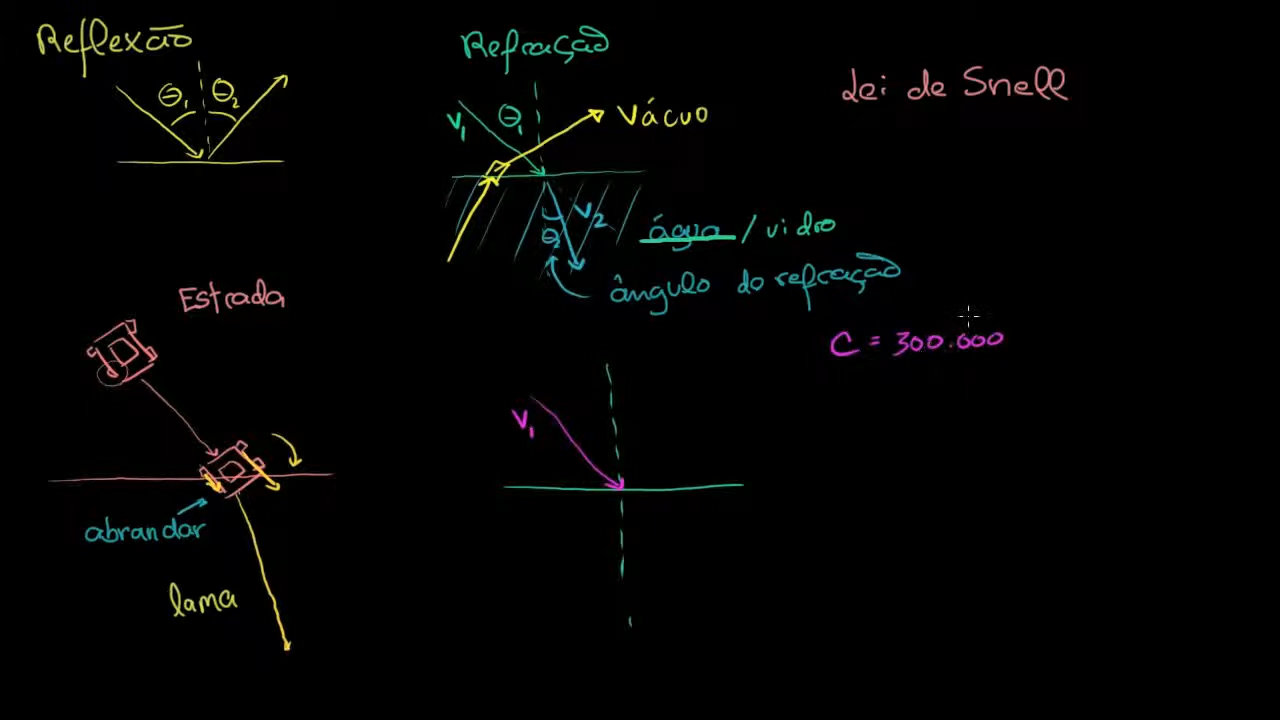 Reflexão
θ₁ θ₂
Refração
V₁ θ₁
Vácuo
θ₂ V₂
água / vidro
ângulo do refração
Lei de Snell
Estrada
abrandar
lama
C = 300.000
V₁